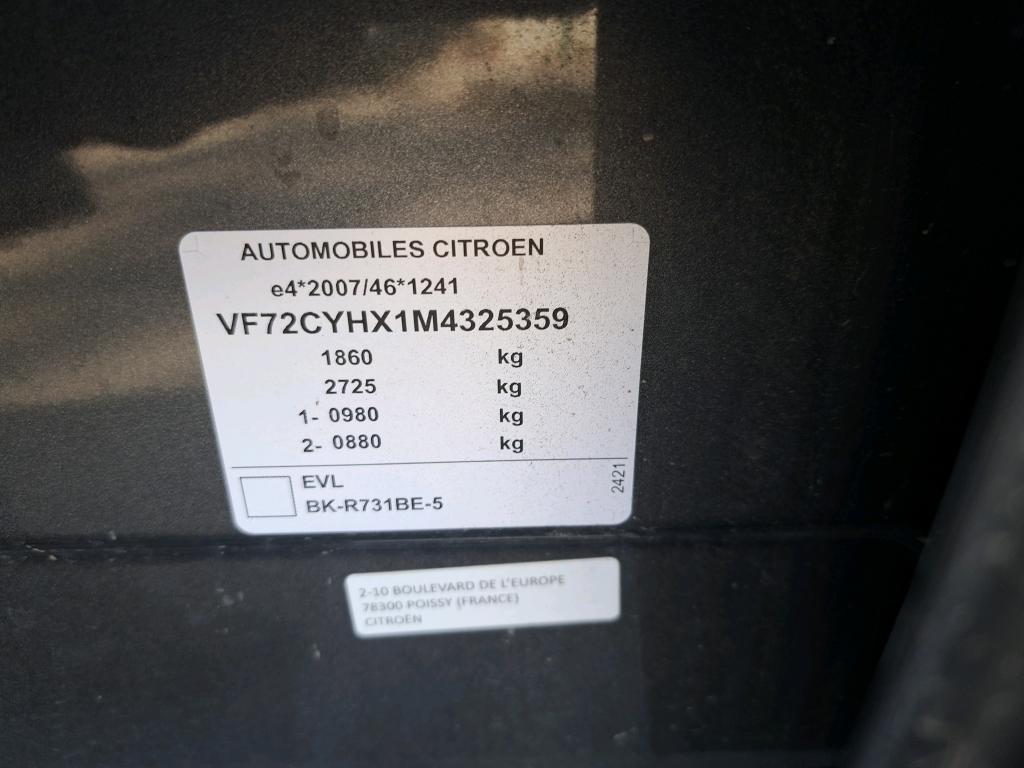 AUTOMOBILES CITROEN
e4*2007/46*1241
VF72CYHX1M4325359
1860 kg
2725 kg
1- 0980 kg
2- 0880 kg
EVL
BK-R731BE-5
2421
2-10 BOULEVARD DE L'EUROPE
78300 POISSY (FRANCE)
CITROËN